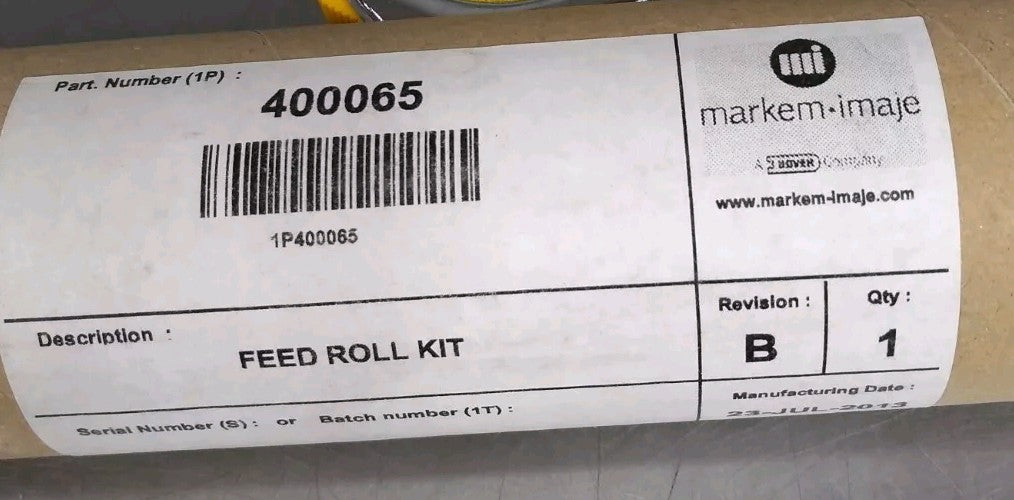 Part. Number (1P) :
400065
1P400065
mi
markem·imaje
A DOVER Company
www.markem-imaje.com
Description :
FEED ROLL KIT
Revision :
B
Qty :
1
Serial Number (S) : or Batch number (1T) :
Manufacturing Date :
23-JUL-2013